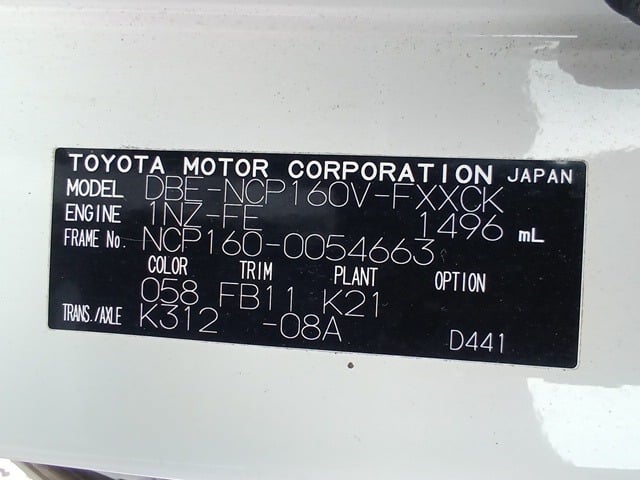 TOYOTA MOTOR CORPORATION JAPAN
MODEL DBE-NCP160V-FXXCK
ENGINE 1NZ-FE 1496 mL
FRAME No. NCP160-0054663
COLOR TRIM PLANT OPTION
058 FB11 K21
TRANS./AXLE K312 -08A
D441